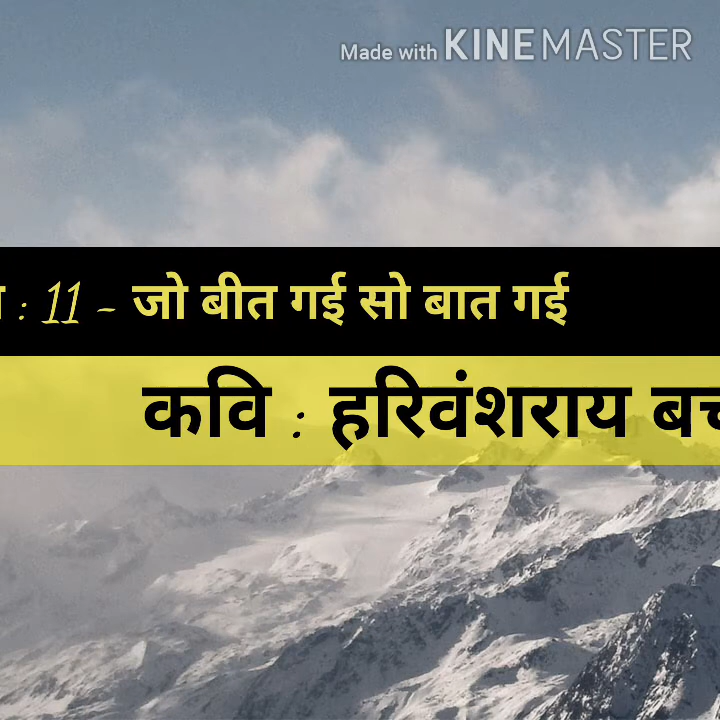 Made with KINEMASTER
: 11 - जो बीत गई सो बात गई
कवि : हरिवंशराय